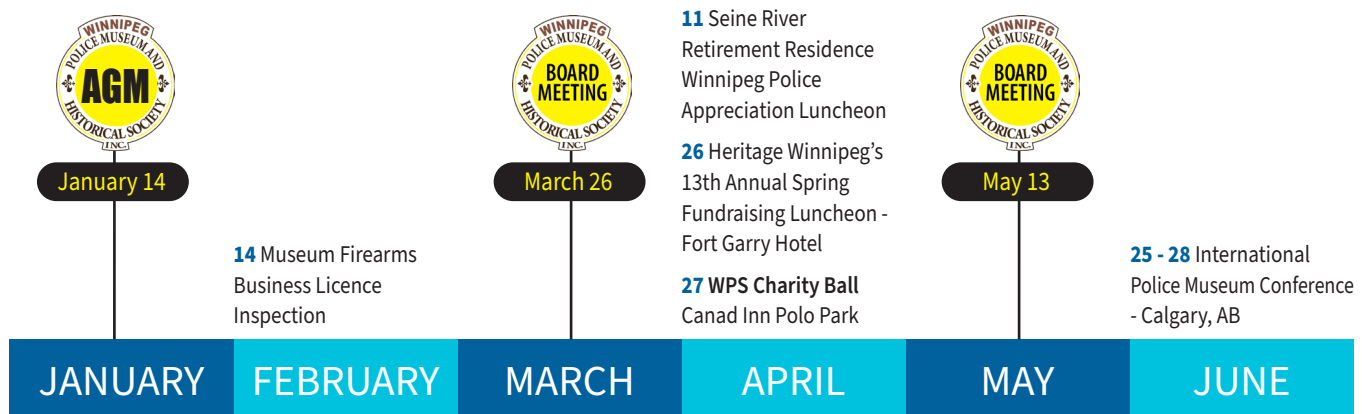 WINNIPEG
POLICE MUSEUM AND
AGM
HISTORICAL SOCIETY
INC.
January 14
14 Museum Firearms
Business Licence
Inspection
WINNIPEG
POLICE MUSEUM AND
BOARD
MEETING
HISTORICAL SOCIETY
INC.
March 26
11 Seine River
Retirement Residence
Winnipeg Police
Appreciation Luncheon
26 Heritage Winnipeg’s
13th Annual Spring
Fundraising Luncheon -
Fort Garry Hotel
27 WPS Charity Ball
Canad Inn Polo Park
WINNIPEG
POLICE MUSEUM AND
BOARD
MEETING
HISTORICAL SOCIETY
INC.
May 13
25 - 28 International
Police Museum Conference
- Calgary, AB
JANUARY
FEBRUARY
MARCH
APRIL
MAY
JUNE